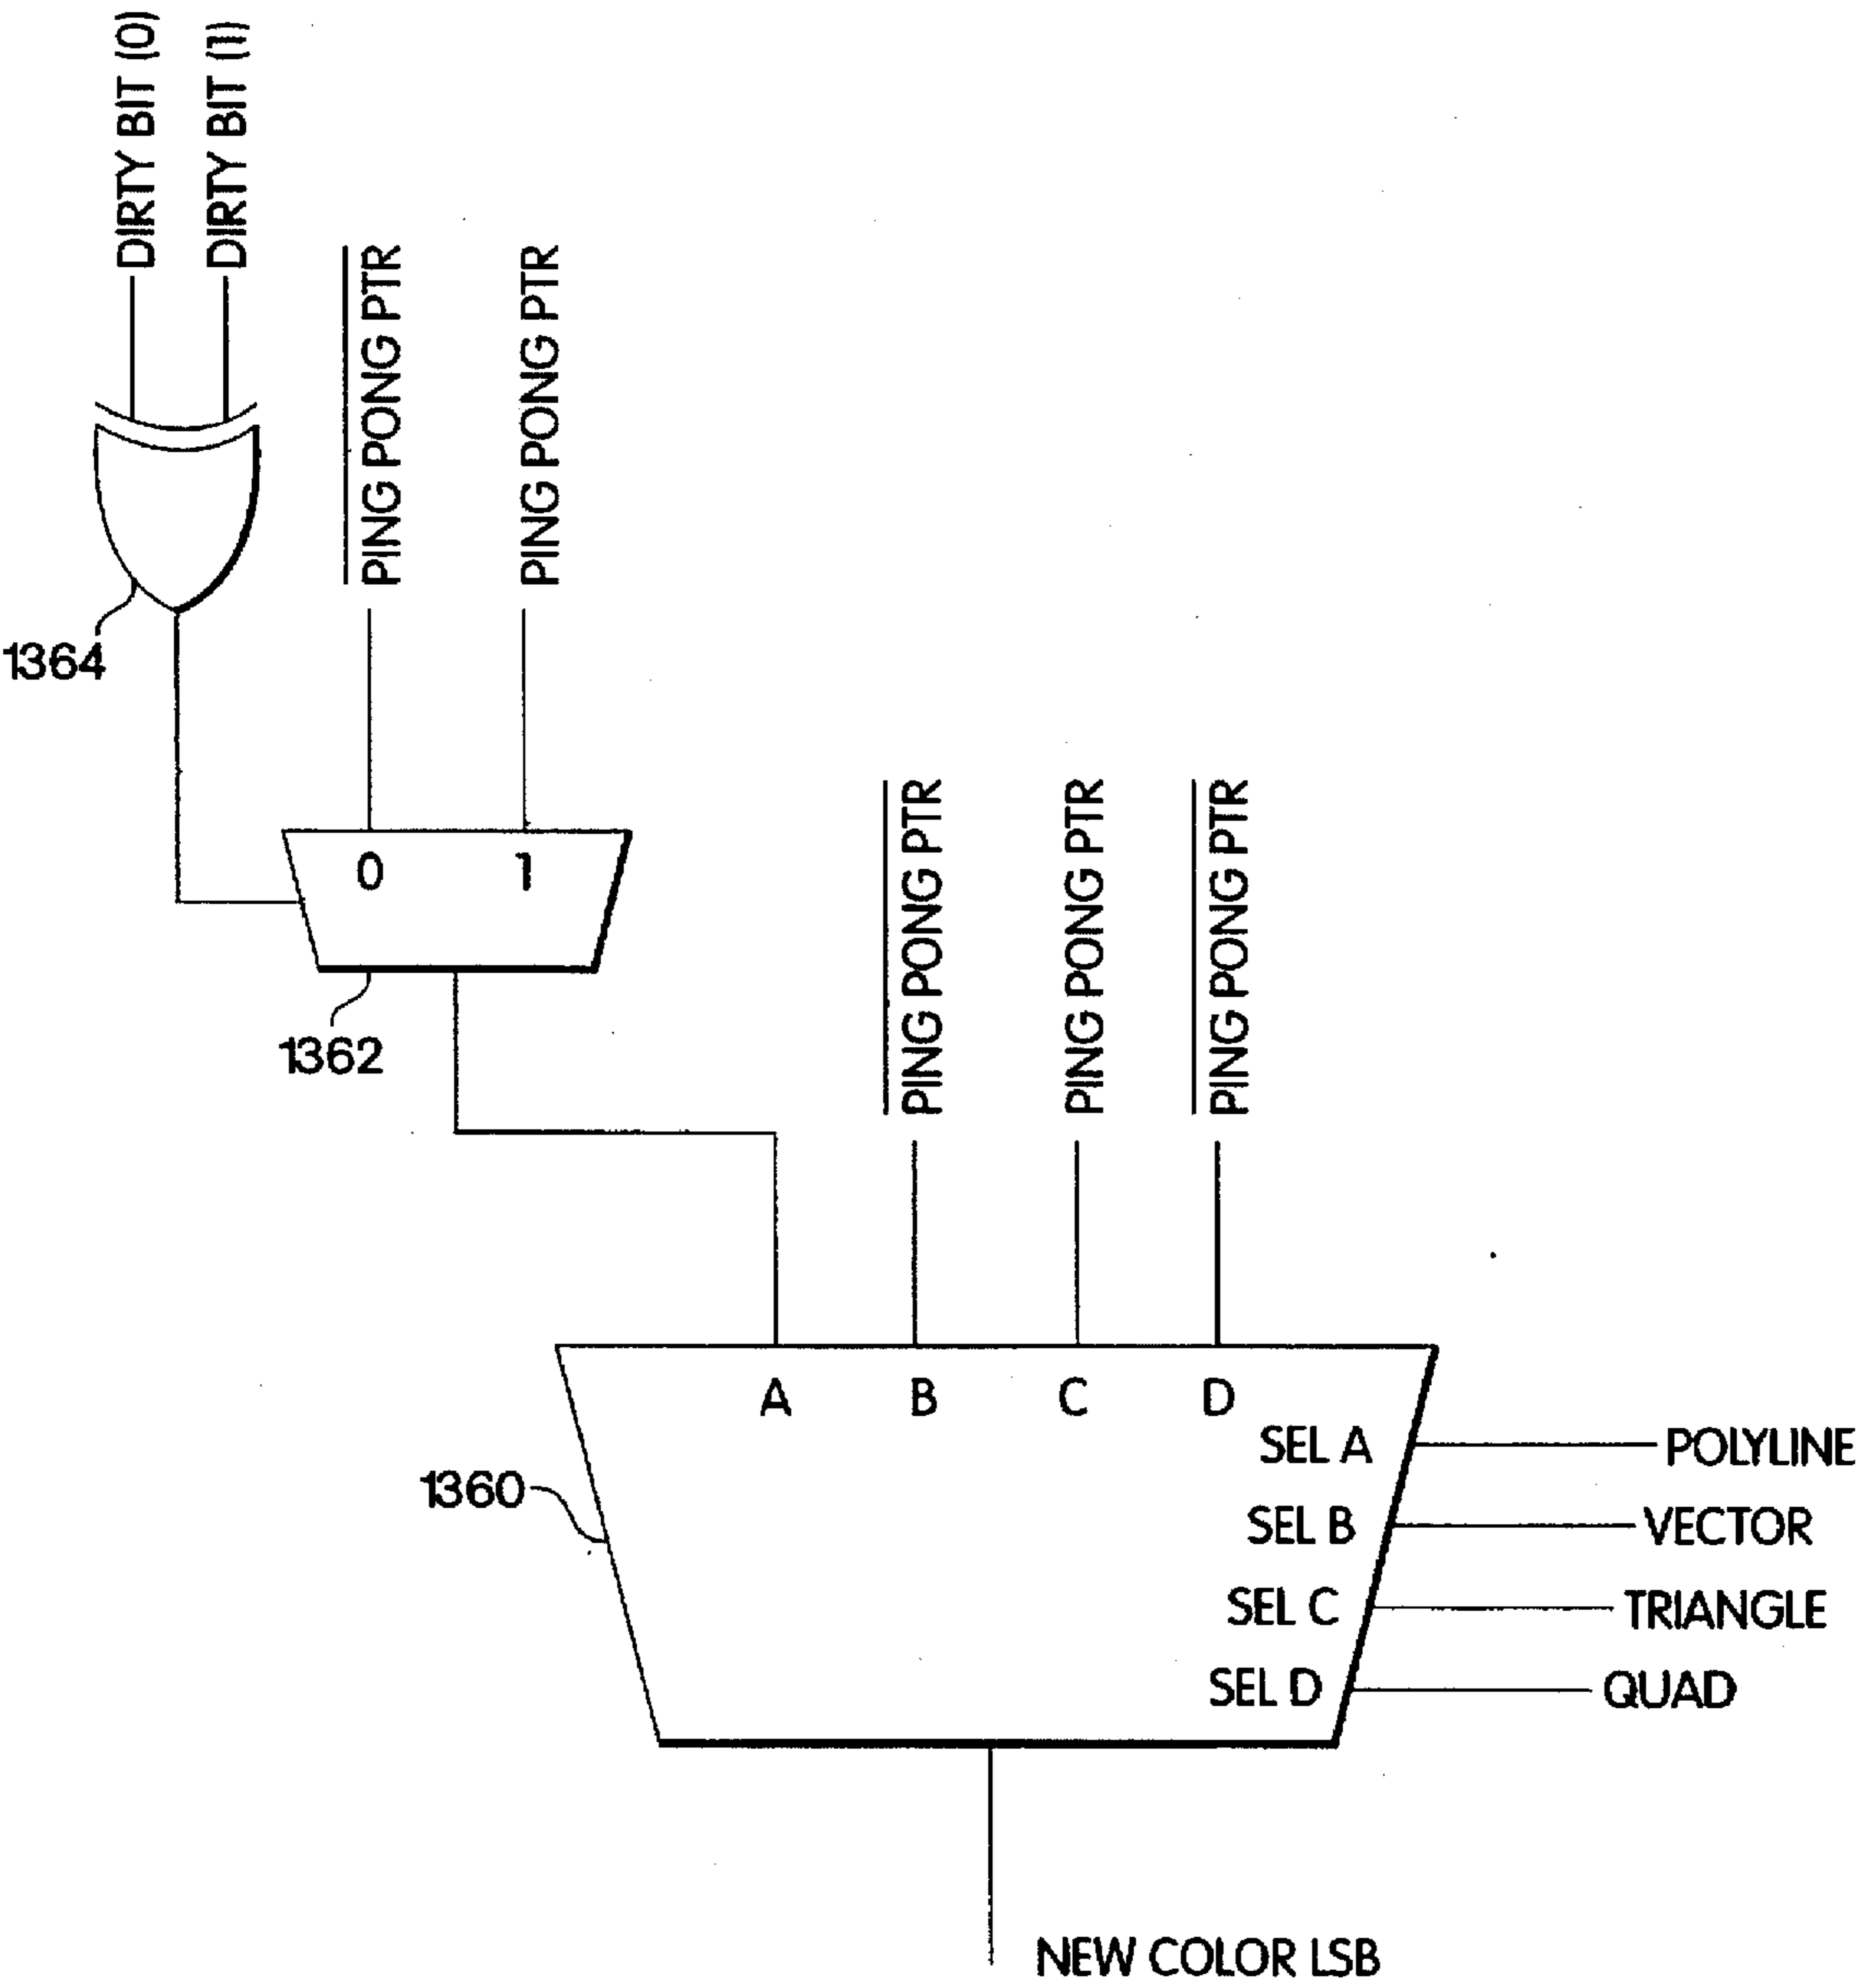 DIRTY BIT (0)
DIRTY BIT (1)
PING PONG PTR
PING PONG PTR
1364
0 1
1362
PING PONG PTR
PING PONG PTR
PING PONG PTR
A B C D
SEL A POLYLINE
1360
SEL B VECTOR
SEL C TRIANGLE
SEL D QUAD
NEW COLOR LSB